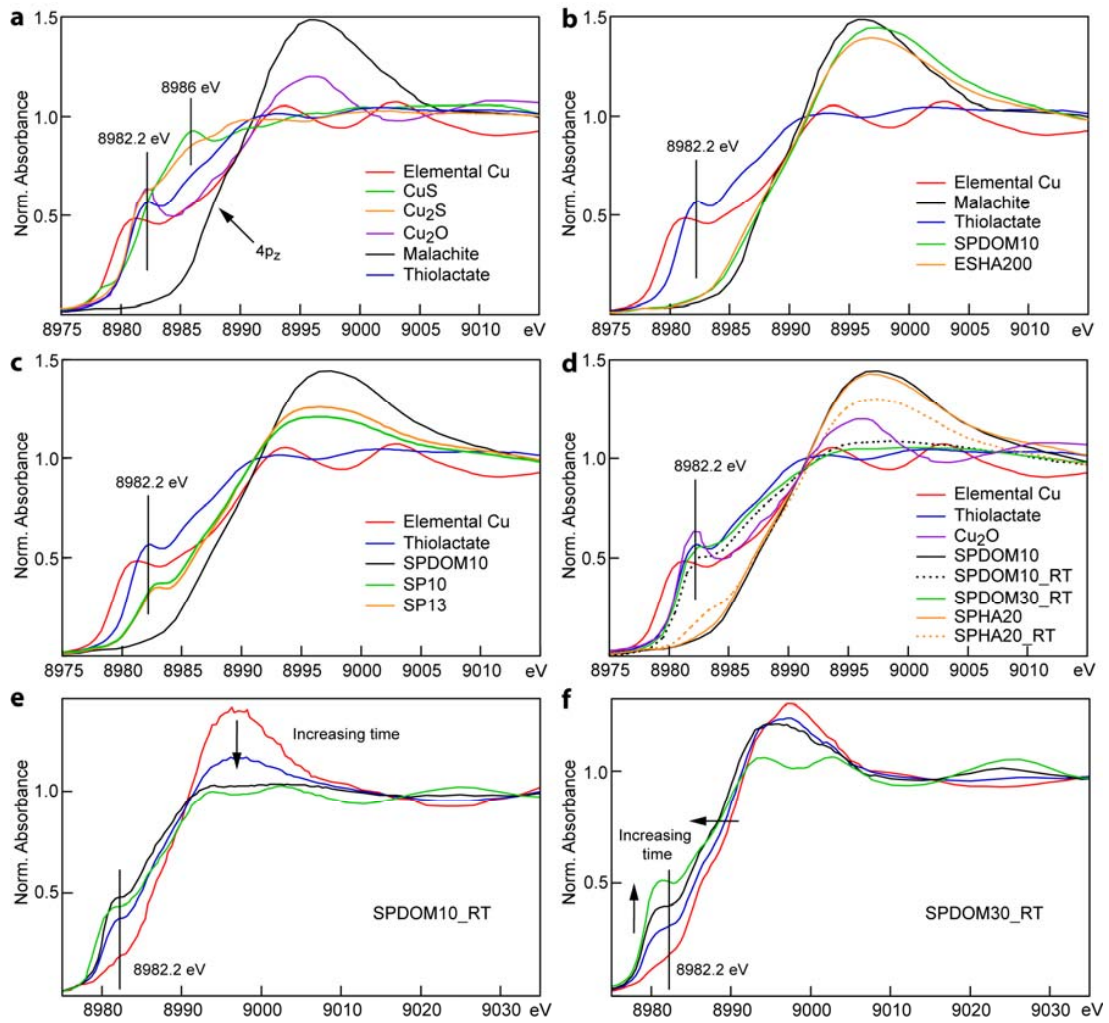 a
1.5
1.0
0.5
Norm. Absorbance
8986 eV
8982.2 eV
4pz
Elemental Cu
CuS
Cu2S
Cu2O
Malachite
Thiolactate
8975 8980 8985 8990 8995 9000 9005 9010 eV
b
1.5
1.0
0.5
Norm. Absorbance
8982.2 eV
Elemental Cu
Malachite
Thiolactate
SPDOM10
ESHA200
8975 8980 8985 8990 8995 9000 9005 9010 eV
c
1.5
1.0
0.5
Norm. Absorbance
8982.2 eV
Elemental Cu
Thiolactate
SPDOM10
SP10
SP13
8975 8980 8985 8990 8995 9000 9005 9010 eV
d
1.5
1.0
0.5
Norm. Absorbance
8982.2 eV
Elemental Cu
Thiolactate
Cu2O
SPDOM10
SPDOM10_RT
SPDOM30_RT
SPHA20
SPHA20_RT
8975 8980 8985 8990 8995 9000 9005 9010 eV
e
1.0
0.5
Norm. Absorbance
Increasing time
8982.2 eV
SPDOM10_RT
8980 8990 9000 9010 9020 9030 eV
f
1.0
0.5
Norm. Absorbance
Increasing
time
8982.2 eV
SPDOM30_RT
8980 8990 9000 9010 9020 9030 eV